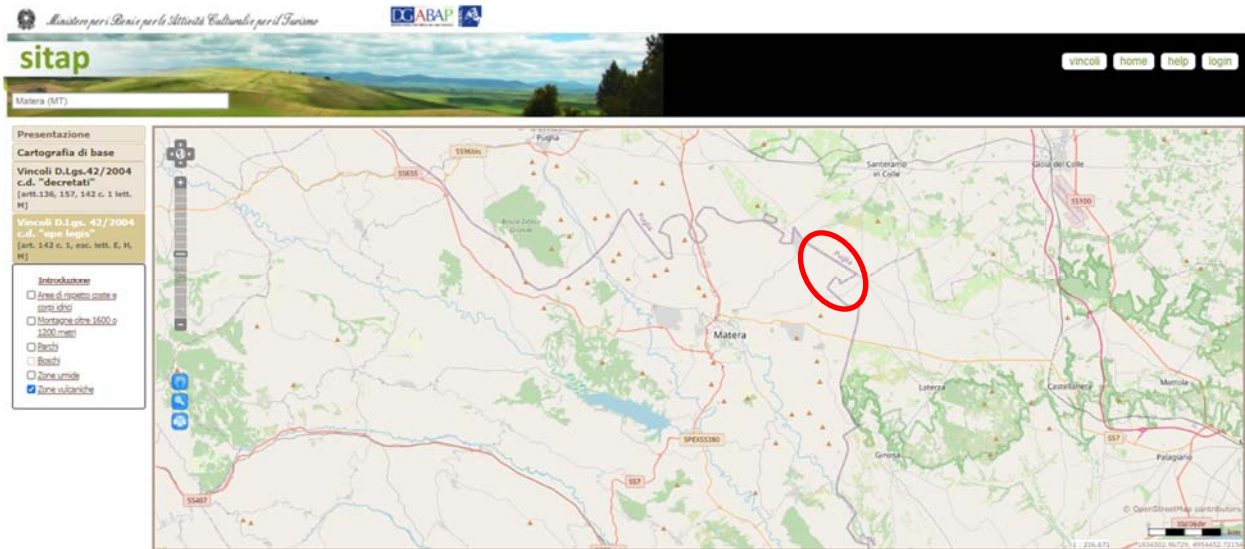 Ministero per i Beni e per le Attività Culturali e per il Turismo
DGABAP
sitap
vincoli
home
help
login
Matera (MT)
Presentazione
Cartografia di base
Vincoli D.Lgs.42/2004
c.d. "decretati"
[artt.136, 157, 142 c. 1 lett.
M]
Vincoli D.Lgs. 42/2004
c.d. "ope legis"
[art. 142 c. 1, esc. lett. E, H,
M]
Introduzione
Aree di rispetto coste e
corpi idrici
Montagne oltre 1600 o
1200 metri
Parchi
Boschi
Zone umide
Zone vulcaniche
Puglia
SS96bis
SS655
Santeramo
in Colle
Gioia del Colle
SS100
Puglia
Puglia
Matera
Laterza
Castellaneta
Mottola
SPEXSS380
SS7
Ginosa
Palagiano
SS407
SS7
© OpenStreetMap contributors
1 : 216.671